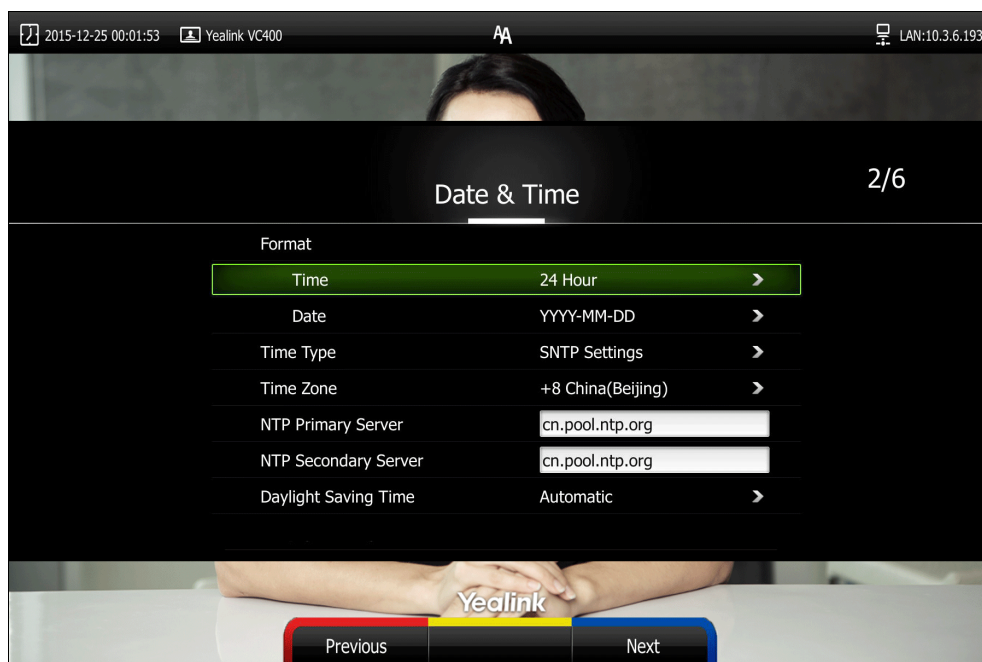 2015-12-25 00:01:53 Yealink VC400 AA LAN:10.3.6.193
Date & Time
2/6
Format
Time 24 Hour
Date YYYY-MM-DD
Time Type SNTP Settings
Time Zone +8 China(Beijing)
NTP Primary Server cn.pool.ntp.org
NTP Secondary Server cn.pool.ntp.org
Daylight Saving Time Automatic
Yealink
Previous Next